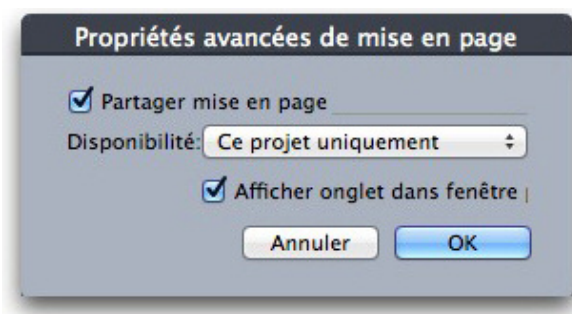 Propriétés avancées de mise en page
Partager mise en page
Disponibilité: Ce projet uniquement
Afficher onglet dans fenêtre
Annuler OK